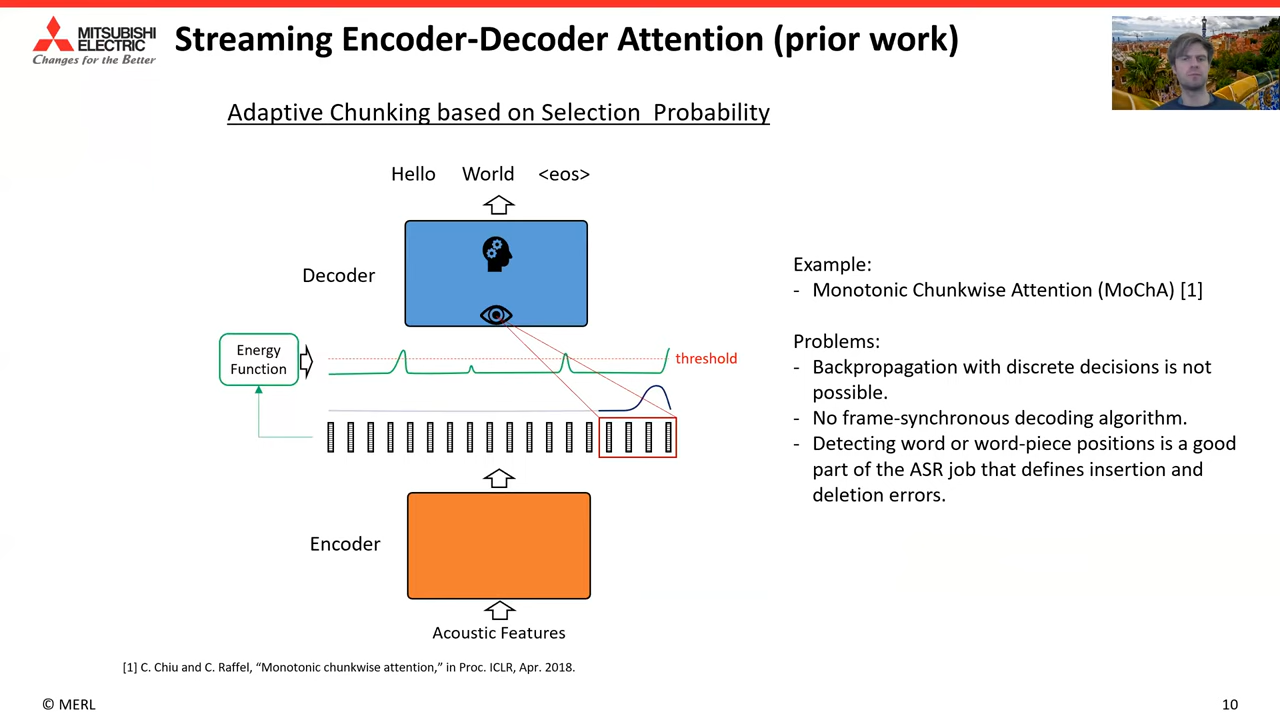 MITSUBISHI
ELECTRIC
Changes for the Better
Streaming Encoder-Decoder Attention (prior work)
Adaptive Chunking based on Selection Probability
Hello World <eos>
Decoder
Energy
Function
threshold
Encoder
Acoustic Features
Example:
- Monotonic Chunkwise Attention (MoChA) [1]
Problems:
- Backpropagation with discrete decisions is not
possible.
- No frame-synchronous decoding algorithm.
- Detecting word or word-piece positions is a good
part of the ASR job that defines insertion and
deletion errors.
[1] C. Chiu and C. Raffel, “Monotonic chunkwise attention,” in Proc. ICLR, Apr. 2018.
© MERL
10